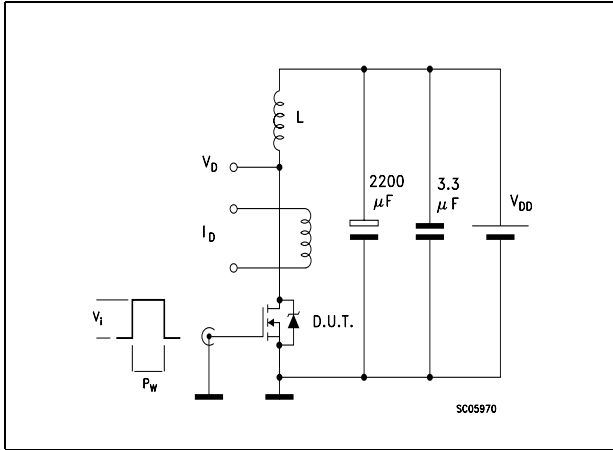 L
V_D
2200
μF
3.3
μF
V_DD
I_D
V_i
D.U.T.
P_W
SC05970